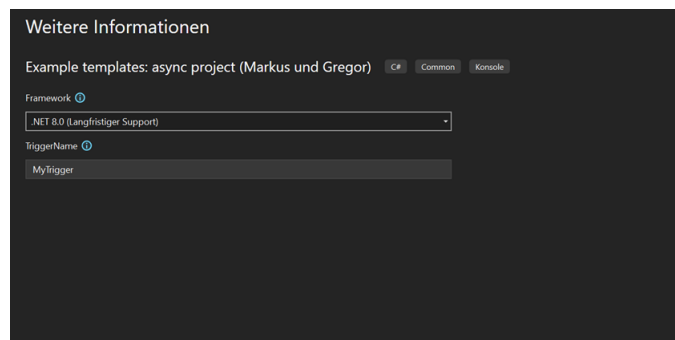 Weitere Informationen
Example templates: async project (Markus und Gregor) C# Common Konsole
Framework
.NET 8.0 (Langfristiger Support)
TriggerName
MyTrigger